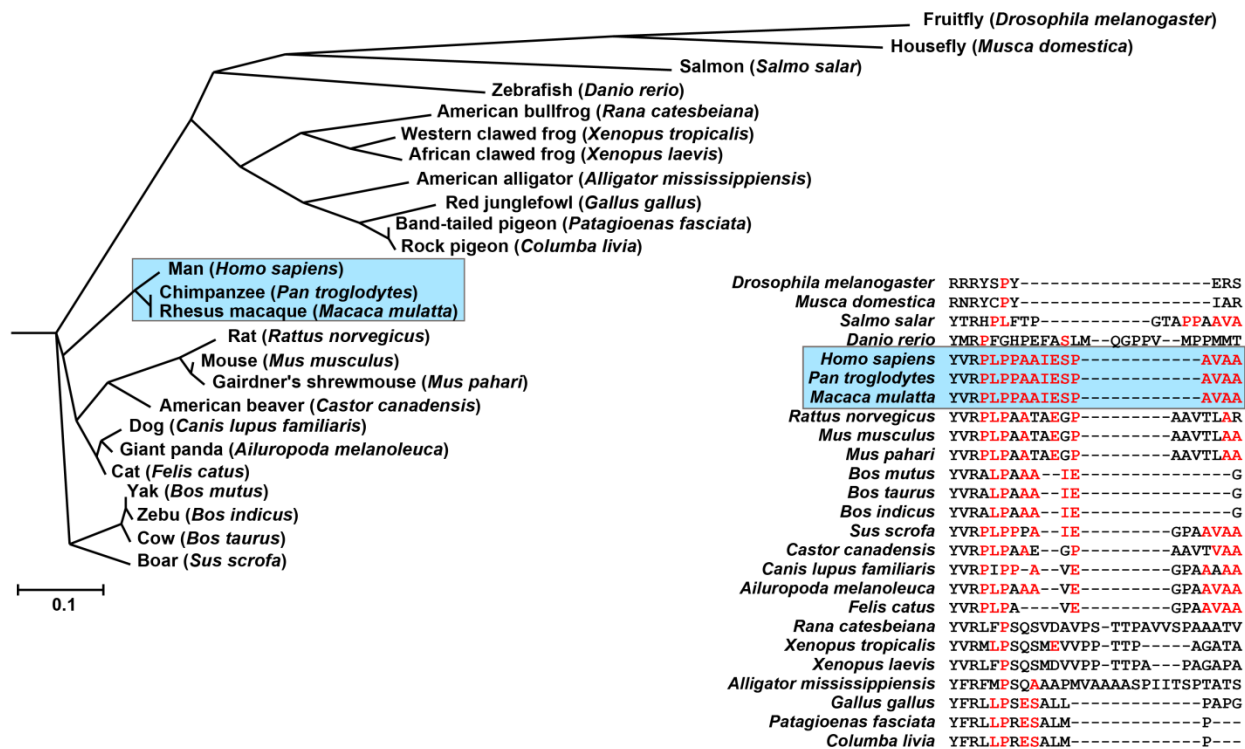 Fruitfly (Drosophila melanogaster)
Housefly (Musca domestica)
Salmon (Salmo salar)
Zebrafish (Danio rerio)
American bullfrog (Rana catesbeiana)
Western clawed frog (Xenopus tropicalis)
African clawed frog (Xenopus laevis)
American alligator (Alligator mississippiensis)
Red junglefowl (Gallus gallus)
Band-tailed pigeon (Patagioenas fasciata)
Rock pigeon (Columba livia)
Man (Homo sapiens)
Chimpanzee (Pan troglodytes)
Rhesus macaque (Macaca mulatta)
Rat (Rattus norvegicus)
Mouse (Mus musculus)
Gairdner's shrewmouse (Mus pahari)
American beaver (Castor canadensis)
Dog (Canis lupus familiaris)
Giant panda (Ailuropoda melanoleuca)
Cat (Felis catus)
Yak (Bos mutus)
Zebu (Bos indicus)
Cow (Bos taurus)
Boar (Sus scrofa)
0.1
Drosophila melanogaster RRRYSPY--------------------ERS
Musca domestica RNRYCPY--------------------IAR
Salmo salar YTRHPLFTP------------GTAPPAAVA
Danio rerio YMRPFGHPEFASLM--QGPPV--MPPMMT
Homo sapiens YVRPLPPAAIESP-------------AVAA
Pan troglodytes YVRPLPPAAIESP-------------AVAA
Macaca mulatta YVRPLPPAAIESP-------------AVAA
Rattus norvegicus YVRPLPAATAEGP----------AAVTLAR
Mus musculus YVRPLPAATAEGP----------AAVTLAA
Mus pahari YVRPLPAATAEGP----------AAVTLAA
Bos mutus YVRALPAAA--IE----------------G
Bos taurus YVRALPAAA--IE----------------G
Bos indicus YVRALPAAA--IE----------------G
Sus scrofa YVRPLPPPA--IE----------GPAAVAA
Castor canadensis YVRPLPAAE--GP----------AAVTVAA
Canis lupus familiaris YVRPIPP-A--VE----------GPAAAAA
Ailuropoda melanoleuca YVRPLPAAA--VE----------GPAAVAA
Felis catus YVRPLPA----VE----------GPAAVAA
Rana catesbeiana YVRLFPSQSVDAVPS-TTPAVVSPAAATV
Xenopus tropicalis YVRMLPSQSMEVVPP-TTP-----AGATA
Xenopus laevis YVRLFPSQSMDVVPP-TTPA---PAGAPA
Alligator mississippiensis YFRFMPSQAAAPMVAAAASPIITSPTATS
Gallus gallus YFRLLPSESALL-------------PAPG
Patagioenas fasciata YFRLLPRESALM-------------P---
Columba livia YFRLLPRESALM-------------P---